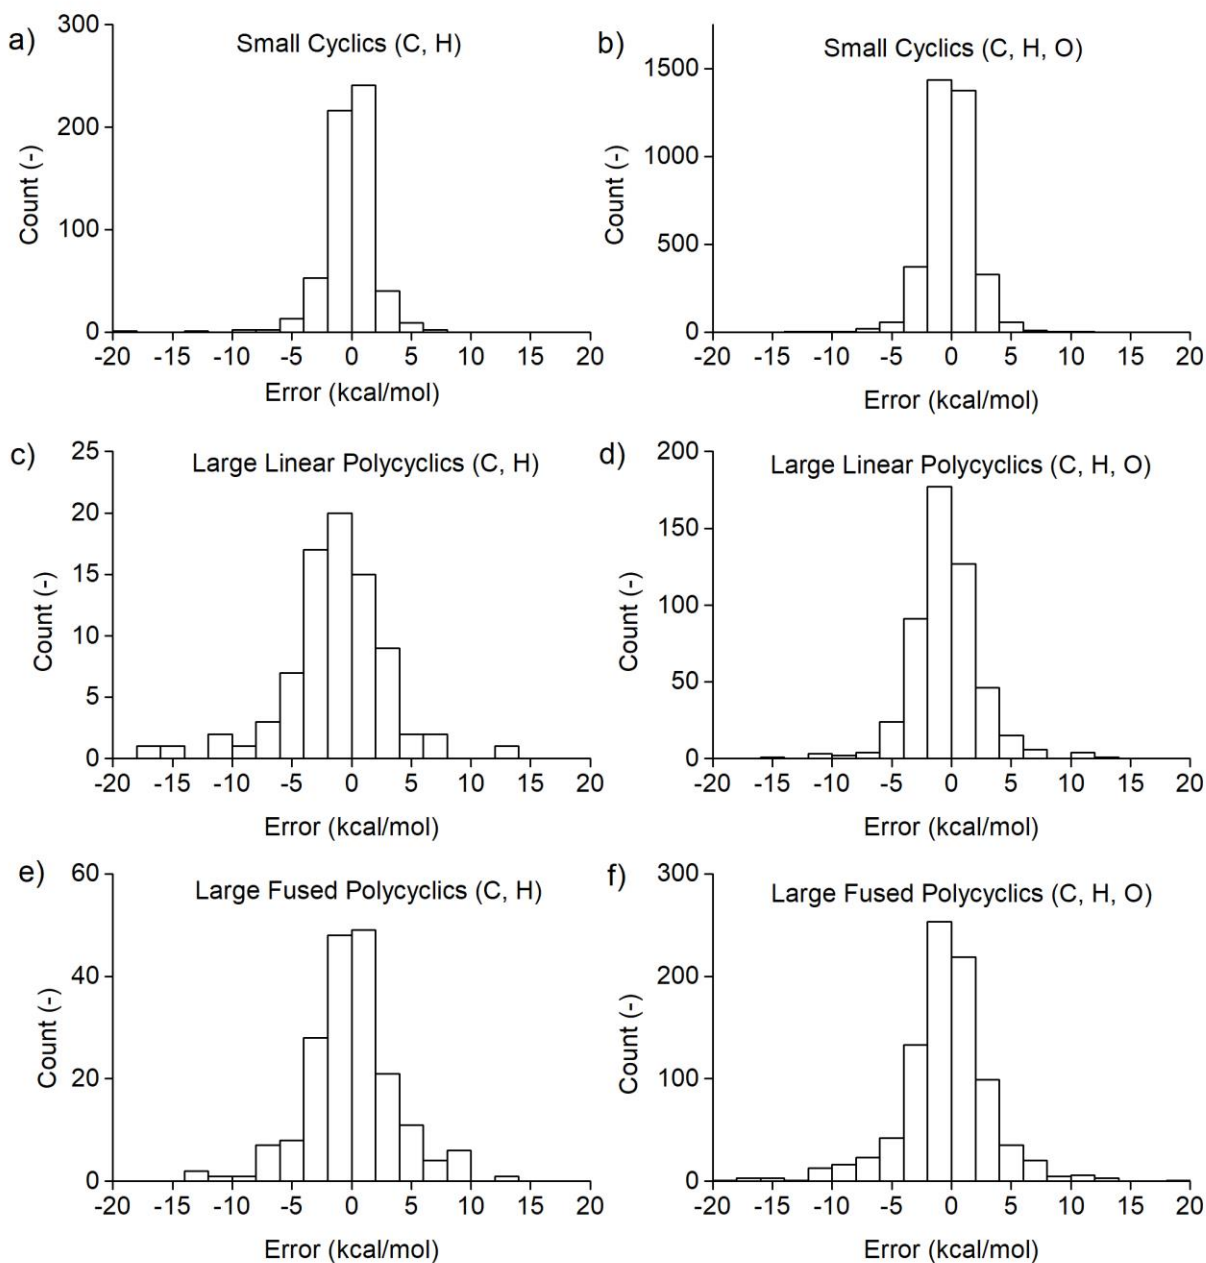 a)
Small Cyclics (C, H)
300
200
100
0
Count (-)
-20 -15 -10 -5 0 5 10 15 20
Error (kcal/mol)
b)
Small Cyclics (C, H, O)
1500
1000
500
0
Count (-)
-20 -15 -10 -5 0 5 10 15 20
Error (kcal/mol)
c)
Large Linear Polycyclics (C, H)
25
20
15
10
5
0
Count (-)
-20 -15 -10 -5 0 5 10 15 20
Error (kcal/mol)
d)
Large Linear Polycyclics (C, H, O)
200
150
100
50
0
Count (-)
-20 -15 -10 -5 0 5 10 15 20
Error (kcal/mol)
e)
Large Fused Polycyclics (C, H)
60
40
20
0
Count (-)
-20 -15 -10 -5 0 5 10 15 20
Error (kcal/mol)
f)
Large Fused Polycyclics (C, H, O)
300
200
100
0
Count (-)
-20 -15 -10 -5 0 5 10 15 20
Error (kcal/mol)